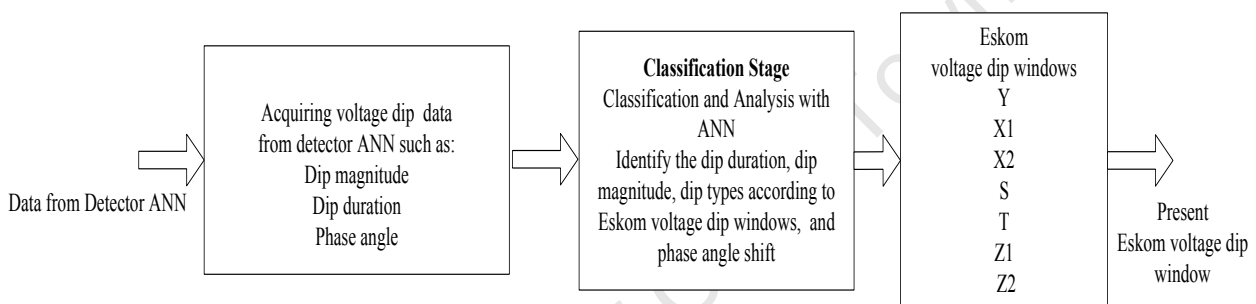 Data from Detector ANN
Acquiring voltage dip data
from detector ANN such as:
Dip magnitude
Dip duration
Phase angle
Classification Stage
Classification and Analysis with
ANN
Identify the dip duration, dip
magnitude, dip types according to
Eskom voltage dip windows, and
phase angle shift
Eskom
voltage dip windows
Y
X1
X2
S
T
Z1
Z2
Present
Eskom voltage dip
window